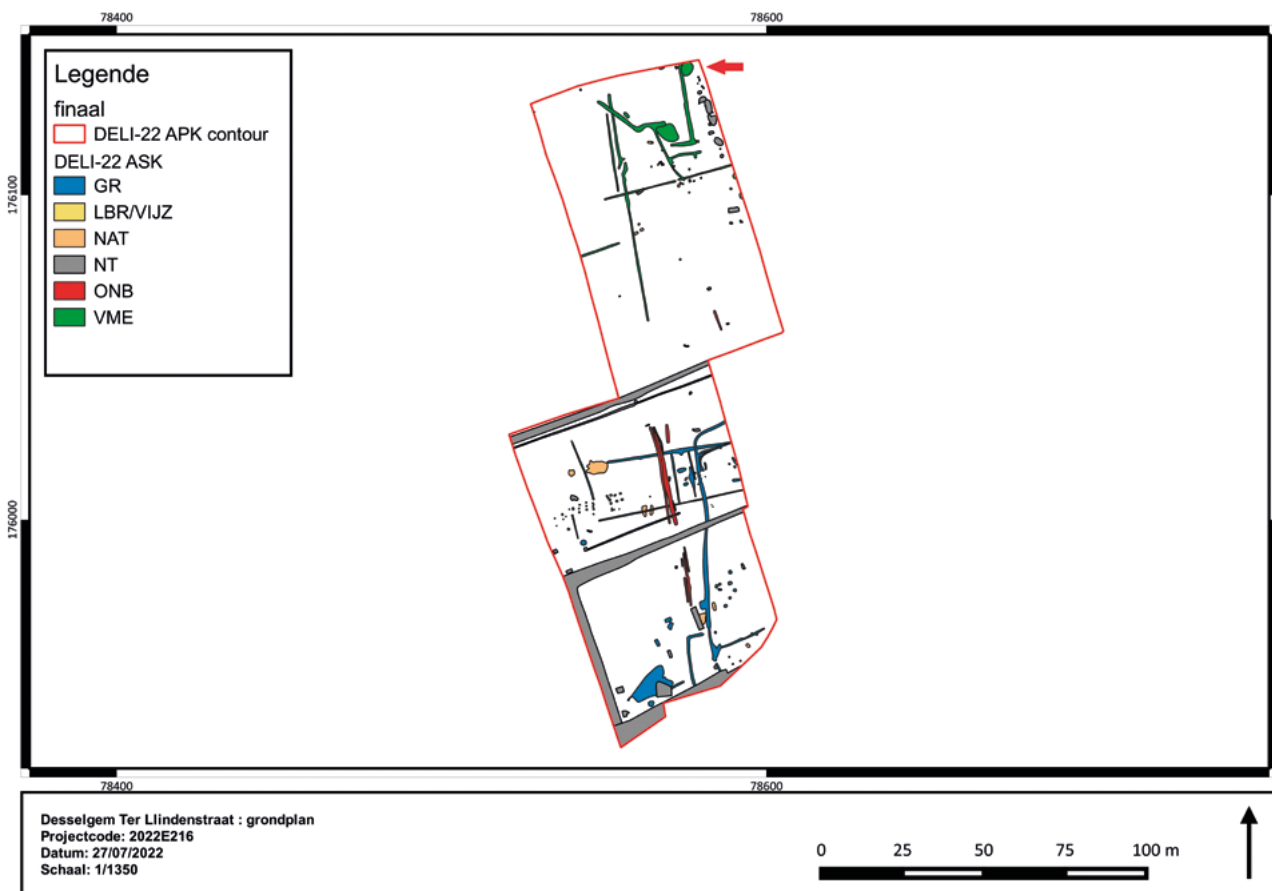 78400 78600
Legende
finaal
DELI-22 APK contour
DELI-22 ASK
GR
LBR/VIJZ
NAT
NT
ONB
VME
176100
176000
78400 78600
Desselgem Ter Llindenstraat : grondplan
Projectcode: 2022E216
Datum: 27/07/2022
Schaal: 1/1350
0 25 50 75 100 m